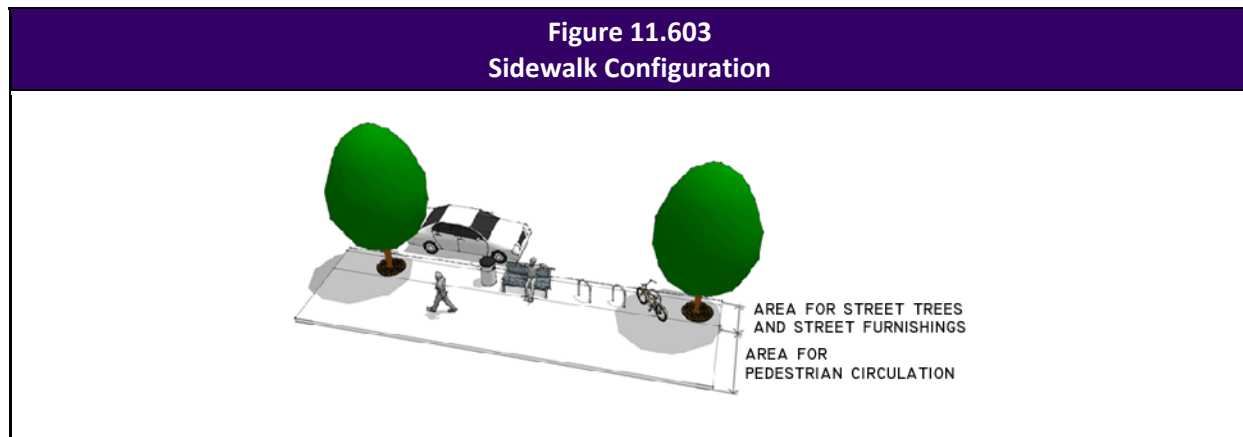 Figure 11.603
Sidewalk Configuration
AREA FOR STREET TREES
AND STREET FURNISHINGS
AREA FOR
PEDESTRIAN CIRCULATION